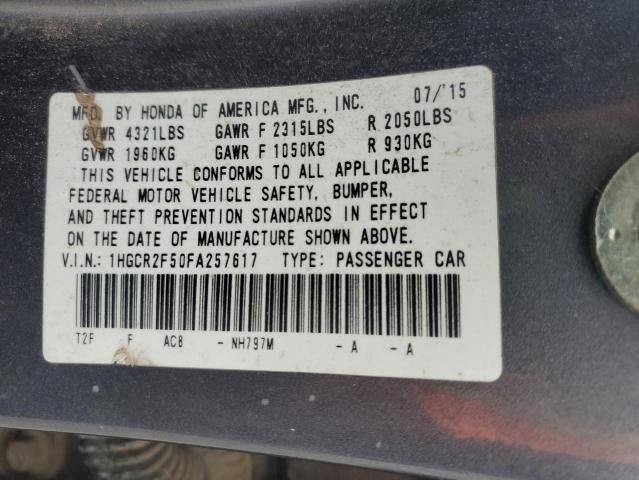 MFD. BY HONDA OF AMERICA MFG., INC. 07/'15
GVWR 4321LBS GAWR F 2315LBS R 2050LBS
GVWR 1960KG GAWR F 1050KG R 930KG
THIS VEHICLE CONFORMS TO ALL APPLICABLE
FEDERAL MOTOR VEHICLE SAFETY, BUMPER,
AND THEFT PREVENTION STANDARDS IN EFFECT
ON THE DATE OF MANUFACTURE SHOWN ABOVE.
V.I.N.: 1HGCR2F50FA257617 TYPE: PASSENGER CAR
T2F F AC8 - NH797M - A - A